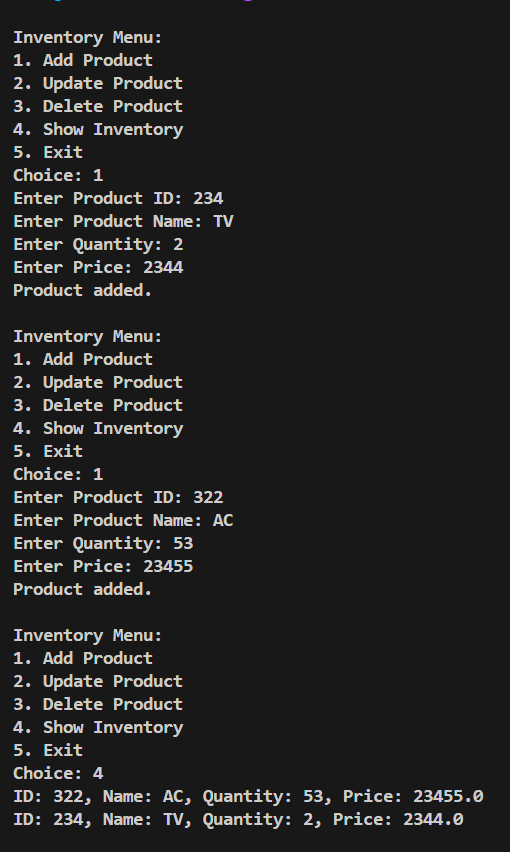 Inventory Menu:
1. Add Product
2. Update Product
3. Delete Product
4. Show Inventory
5. Exit
Choice: 1
Enter Product ID: 234
Enter Product Name: TV
Enter Quantity: 2
Enter Price: 2344
Product added.

Inventory Menu:
1. Add Product
2. Update Product
3. Delete Product
4. Show Inventory
5. Exit
Choice: 1
Enter Product ID: 322
Enter Product Name: AC
Enter Quantity: 53
Enter Price: 23455
Product added.

Inventory Menu:
1. Add Product
2. Update Product
3. Delete Product
4. Show Inventory
5. Exit
Choice: 4
ID: 322, Name: AC, Quantity: 53, Price: 23455.0
ID: 234, Name: TV, Quantity: 2, Price: 2344.0